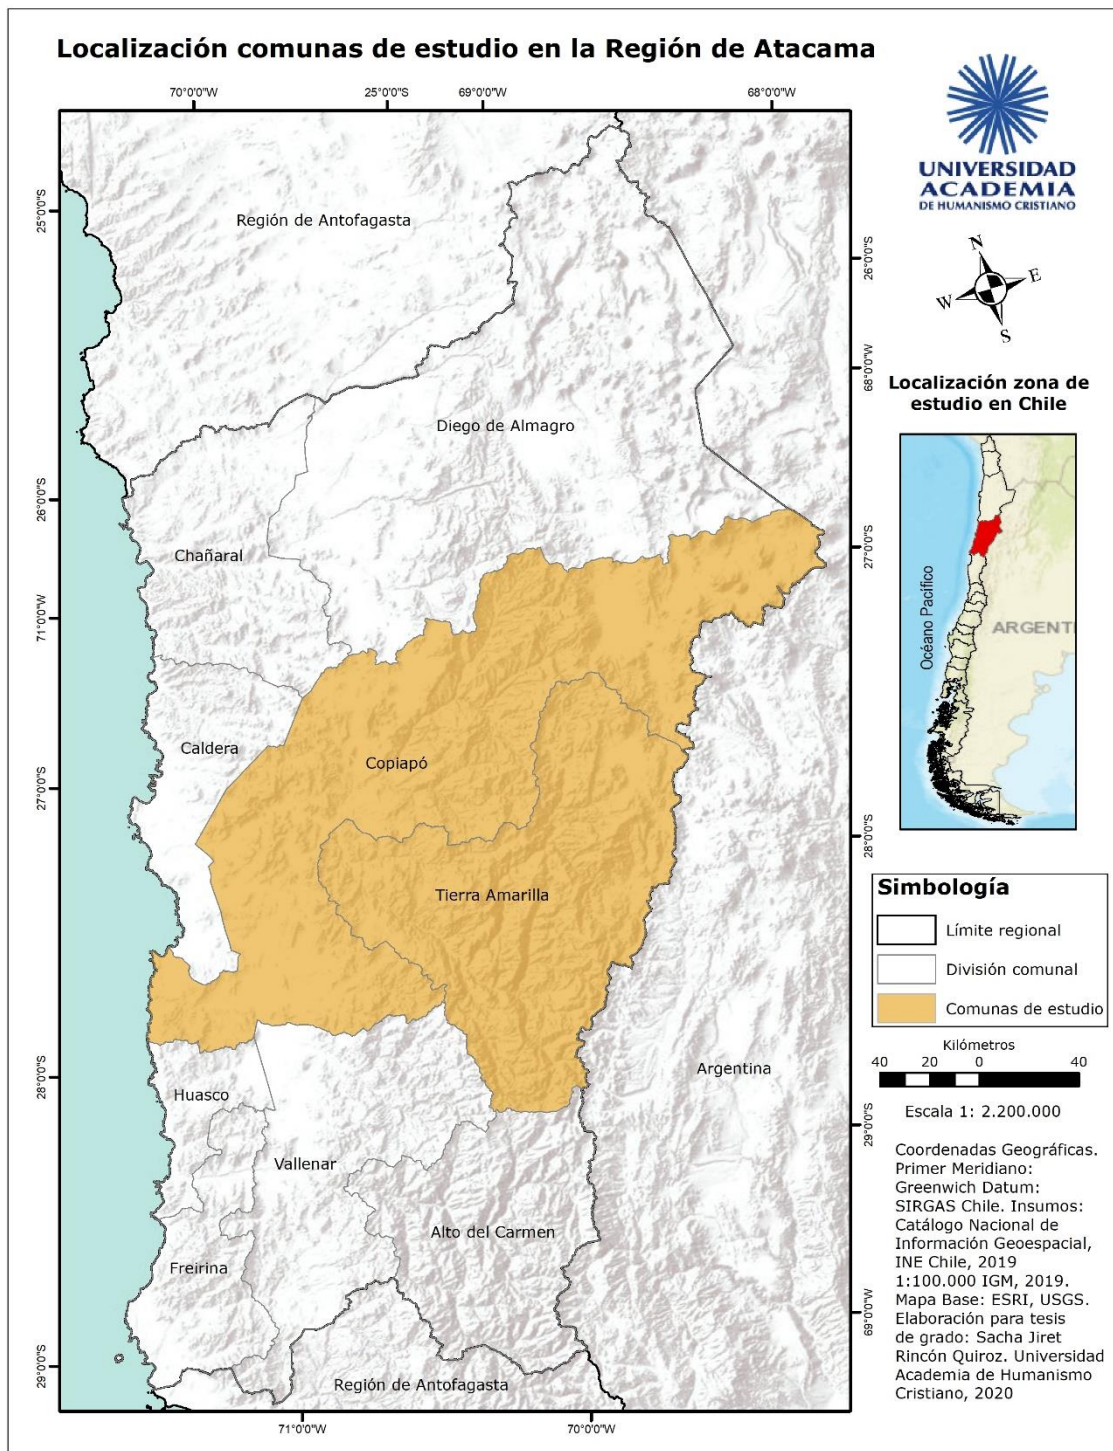 Localización comunas de estudio en la Región de Atacama
70°0'0"W
25°0'0"S
69°0'0"W
68°0'0"W
UNIVERSIDAD
ACADEMIA
DE HUMANISMO CRISTIANO
N
E
W
S
25°0'0"S
26°0'0"S
71°0'0"W
27°0'0"S
28°0'0"S
29°0'0"S
Región de Antofagasta
Diego de Almagro
Chañaral
Caldera
Copiapó
Tierra Amarilla
Huasco
Vallenar
Alto del Carmen
Freirina
Argentina
Región de Antofagasta
26°0'0"S
68°0'0"W
27°0'0"S
28°0'0"S
29°0'0"S
69°0'0"W
71°0'0"W
70°0'0"W
Localización zona de
estudio en Chile
Océano Pacífico
ARGENTI
Simbología
Límite regional
División comunal
Comunas de estudio
Kilómetros
40 20 0 40
Escala 1: 2.200.000
Coordenadas Geográficas.
Primer Meridiano:
Greenwich Datum:
SIRGAS Chile. Insumos:
Catálogo Nacional de
Información Geoespacial,
INE Chile, 2019
1:100.000 IGM, 2019.
Mapa Base: ESRI, USGS.
Elaboración para tesis
de grado: Sacha Jiret
Rincón Quiroz. Universidad
Academia de Humanismo
Cristiano, 2020